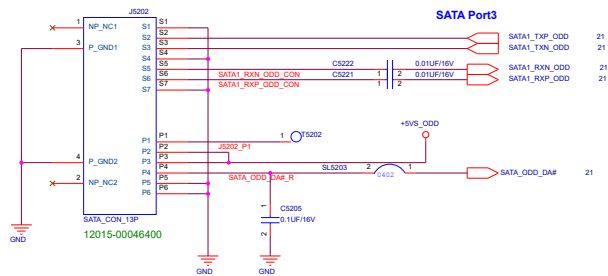 SATA Port3
J5202
1 NP_NC1 S1 S1
S2 S2 SATA1_TXP_ODD 21
3 P_GND1 S3 S3 SATA1_TXN_ODD 21
S4 S4
S5 S5 C5222 0.01UF/16V SATA1_RXN_ODD 21
S6 S6 SATA1_RXN_ODD_CON C5221 1 2 0.01UF/16V SATA1_RXP_ODD 21
S7 S7 SATA1_RXP_ODD_CON 1 2
+5VS_ODD
P1 P1 1 T5202
P2 P2 J5202_P1
4 P_GND2 P3 P3
P4 P4 SL5203 2 1 SATA_ODD_DA# 21
2 NP_NC2 P5 P5 SATA_ODD_DA#_R 0402
P6 P6
SATA_CON_13P
12015-00046400
1 C5205
0.1UF/16V
2
GND
GND
GND